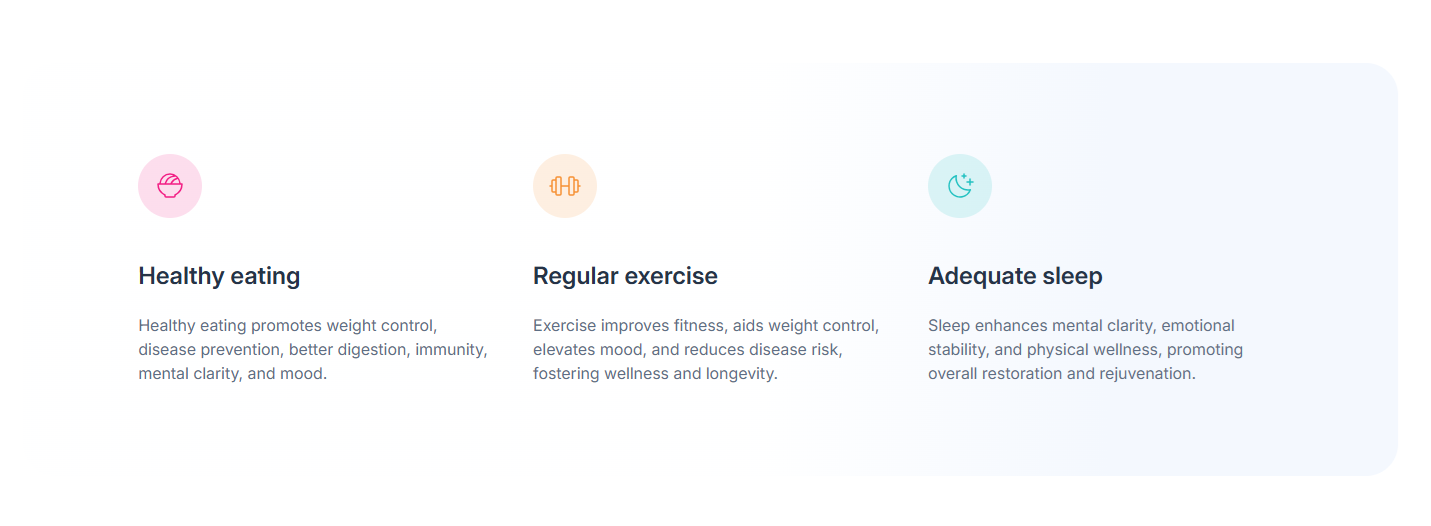 Healthy eating
Healthy eating promotes weight control,
disease prevention, better digestion, immunity,
mental clarity, and mood.
Regular exercise
Exercise improves fitness, aids weight control,
elevates mood, and reduces disease risk,
fostering wellness and longevity.
Adequate sleep
Sleep enhances mental clarity, emotional
stability, and physical wellness, promoting
overall restoration and rejuvenation.